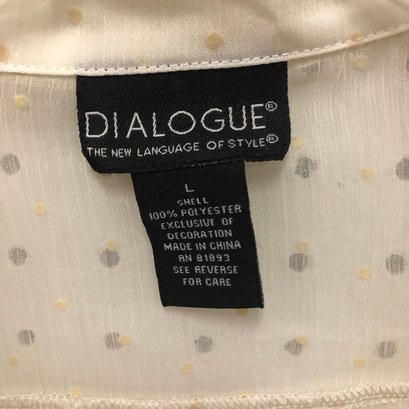 DIALOGUE®
THE NEW LANGUAGE OF STYLE®
L
SHELL
100% POLYESTER
EXCLUSIVE OF
DECORATION
MADE IN CHINA
RN 81893
SEE REVERSE
FOR CARE